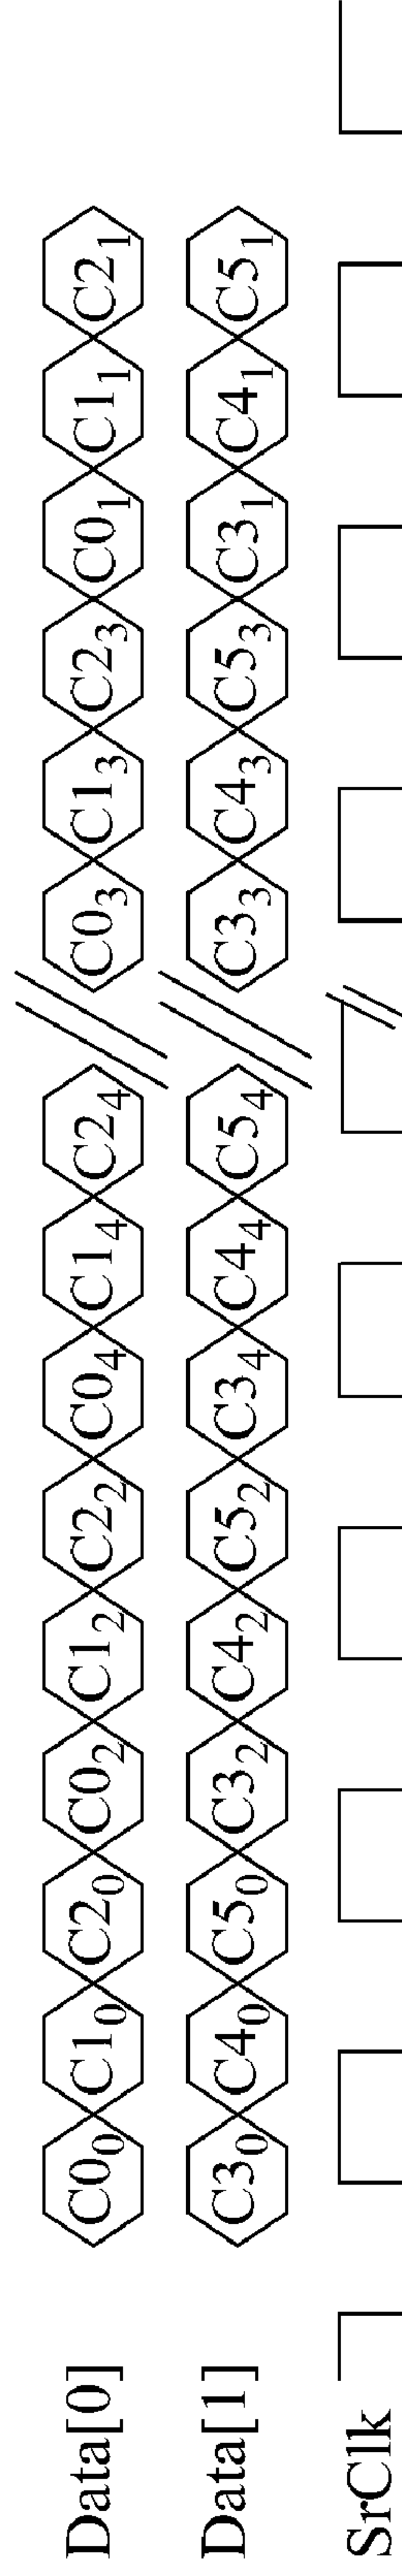 Data[0] C0₀ C1₀ C2₀ C0₂ C1₂ C2₂ C0₄ C1₄ C2₄ C0₃ C1₃ C2₃ C0₁ C1₁ C2₁
Data[1] C3₀ C4₀ C5₀ C3₂ C4₂ C5₂ C3₄ C4₄ C5₄ C3₃ C4₃ C5₃ C3₁ C4₁ C5₁
SrClk